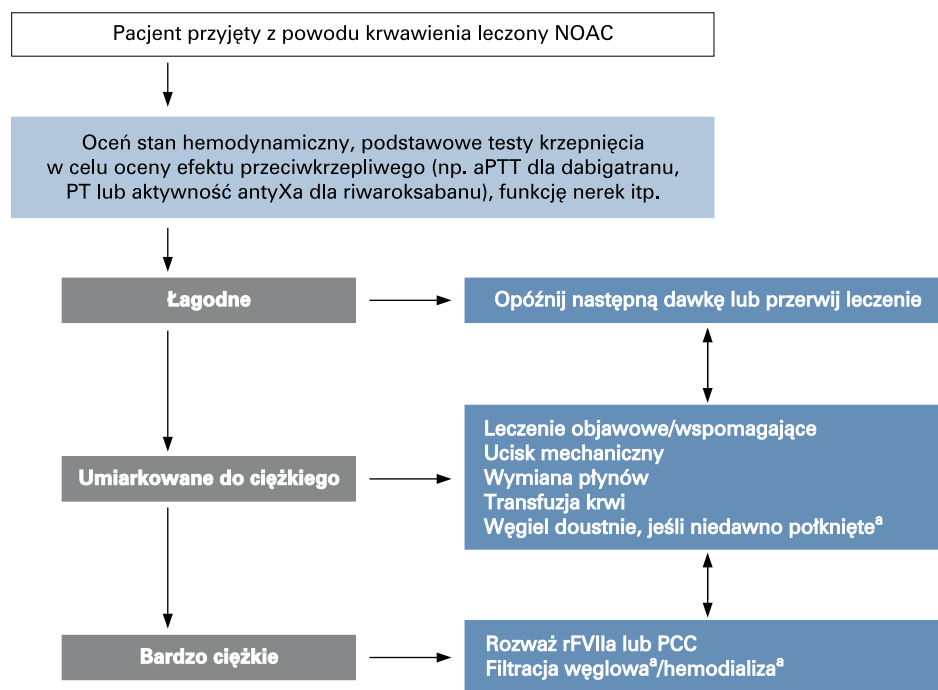 Pacjent przyjęty z powodu krwawienia leczony NOAC
Oceń stan hemodynamiczny, podstawowe testy krzepnięcia
w celu oceny efektu przeciwkrzepliwego (np. aPTT dla dabigatranu,
PT lub aktywność antyXa dla riwaroksabanu), funkcję nerek itp.
Łagodne
Opóźnij następną dawkę lub przerwij leczenie
Umiarkowane do ciężkiego
Leczenie objawowe/wspomagające
Ucisk mechaniczny
Wymiana płynów
Transfuzja krwi
Węgiel doustnie, jeśli niedawno połknięteᵃ
Bardzo ciężkie
Rozważ rFVIIa lub PCC
Filtracja węglowaᵃ/hemodializaᵃ